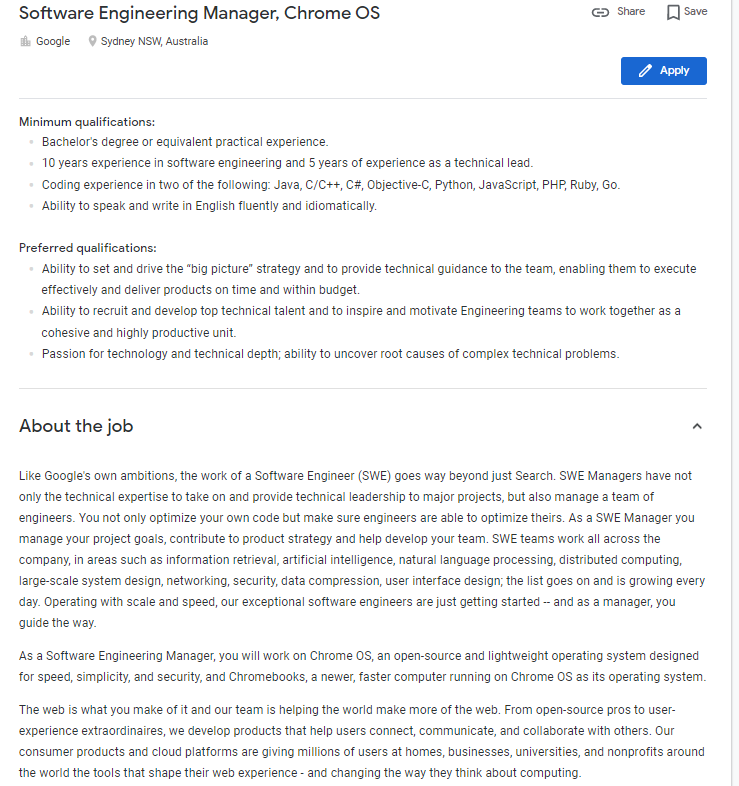 Software Engineering Manager, Chrome OS
Share
Save
Google
Sydney NSW, Australia
Apply
Minimum qualifications:
Bachelor's degree or equivalent practical experience.
10 years experience in software engineering and 5 years of experience as a technical lead.
Coding experience in two of the following: Java, C/C++, C#, Objective-C, Python, JavaScript, PHP, Ruby, Go.
Ability to speak and write in English fluently and idiomatically.
Preferred qualifications:
Ability to set and drive the “big picture” strategy and to provide technical guidance to the team, enabling them to execute
effectively and deliver products on time and within budget.
Ability to recruit and develop top technical talent and to inspire and motivate Engineering teams to work together as a
cohesive and highly productive unit.
Passion for technology and technical depth; ability to uncover root causes of complex technical problems.
About the job
Like Google's own ambitions, the work of a Software Engineer (SWE) goes way beyond just Search. SWE Managers have not
only the technical expertise to take on and provide technical leadership to major projects, but also manage a team of
engineers. You not only optimize your own code but make sure engineers are able to optimize theirs. As a SWE Manager you
manage your project goals, contribute to product strategy and help develop your team. SWE teams work all across the
company, in areas such as information retrieval, artificial intelligence, natural language processing, distributed computing,
large-scale system design, networking, security, data compression, user interface design; the list goes on and is growing every
day. Operating with scale and speed, our exceptional software engineers are just getting started -- and as a manager, you
guide the way.
As a Software Engineering Manager, you will work on Chrome OS, an open-source and lightweight operating system designed
for speed, simplicity, and security, and Chromebooks, a newer, faster computer running on Chrome OS as its operating system.
The web is what you make of it and our team is helping the world make more of the web. From open-source pros to user-
experience extraordinaires, we develop products that help users connect, communicate, and collaborate with others. Our
consumer products and cloud platforms are giving millions of users at homes, businesses, universities, and nonprofits around
the world the tools that shape their web experience - and changing the way they think about computing.